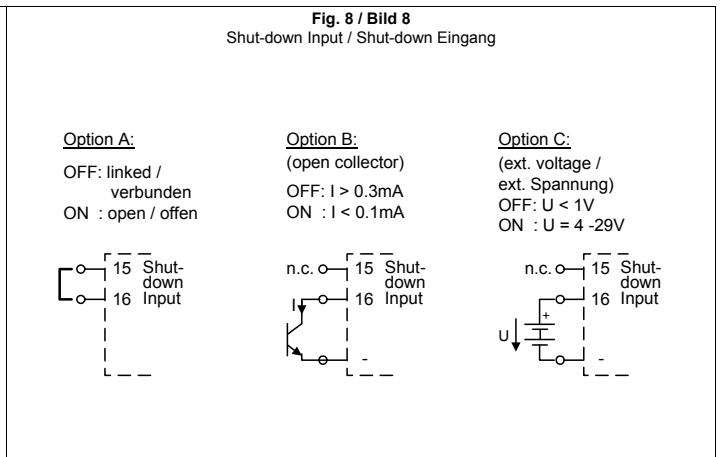 Fig. 8 / Bild 8
Shut-down Input / Shut-down Eingang
Option A:
OFF: linked /
verbunden
ON : open / offen
15 Shut-
down
16 Input
Option B:
(open collector)
OFF: I > 0.3mA
ON : I < 0.1mA
n.c. 15 Shut-
down
I 16 Input
-
Option C:
(ext. voltage /
ext. Spannung)
OFF: U < 1V
ON : U = 4 -29V
n.c. 15 Shut-
down
16 Input
+
U
-